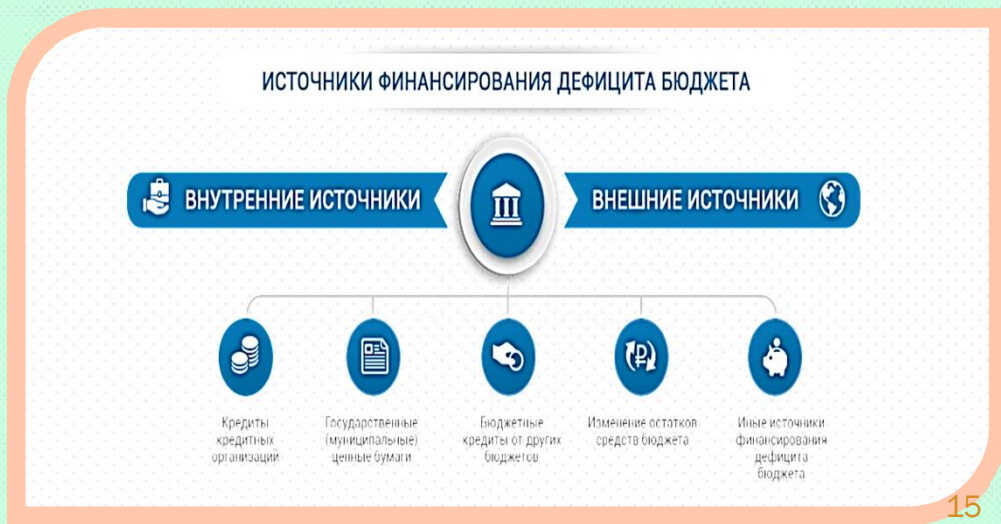 ИСТОЧНИКИ ФИНАНСИРОВАНИЯ ДЕФИЦИТА БЮДЖЕТА
ВНУТРЕННИЕ ИСТОЧНИКИ
ВНЕШНИЕ ИСТОЧНИКИ
Кредиты
кредитных
организаций
Государственные
(муниципальные)
ценные бумаги
Бюджетные
кредиты от других
бюджетов
Изменение остатков
средств бюджета
Иные источники
финансирования
дефицита
бюджета
15